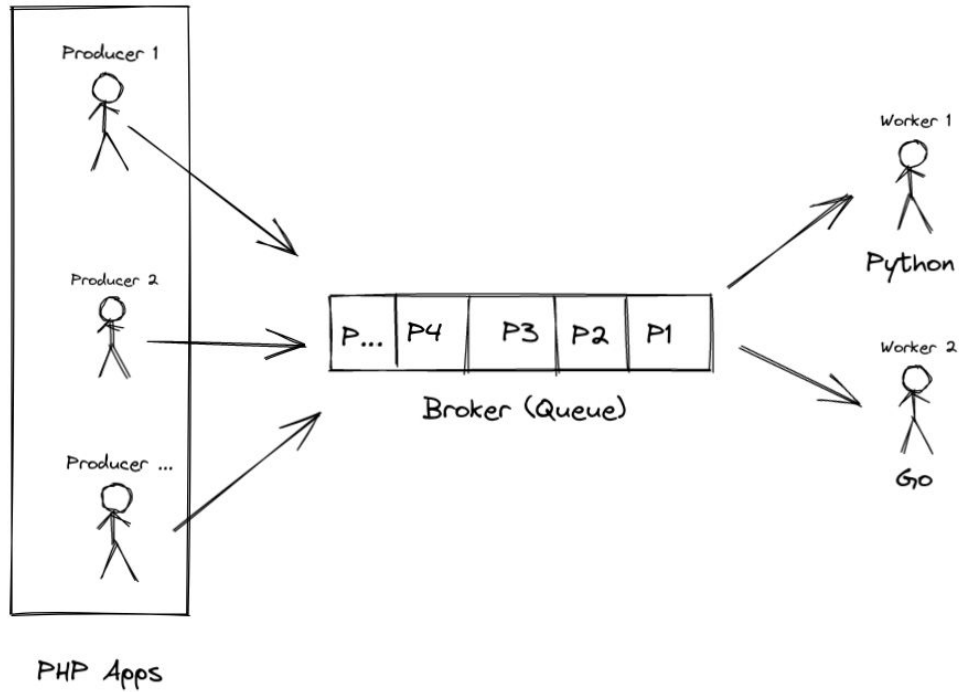 Producer 1
Producer 2
Producer ...
PHP Apps
P... P4 P3 P2 P1
Broker (Queue)
Worker 1
Python
Worker 2
Go